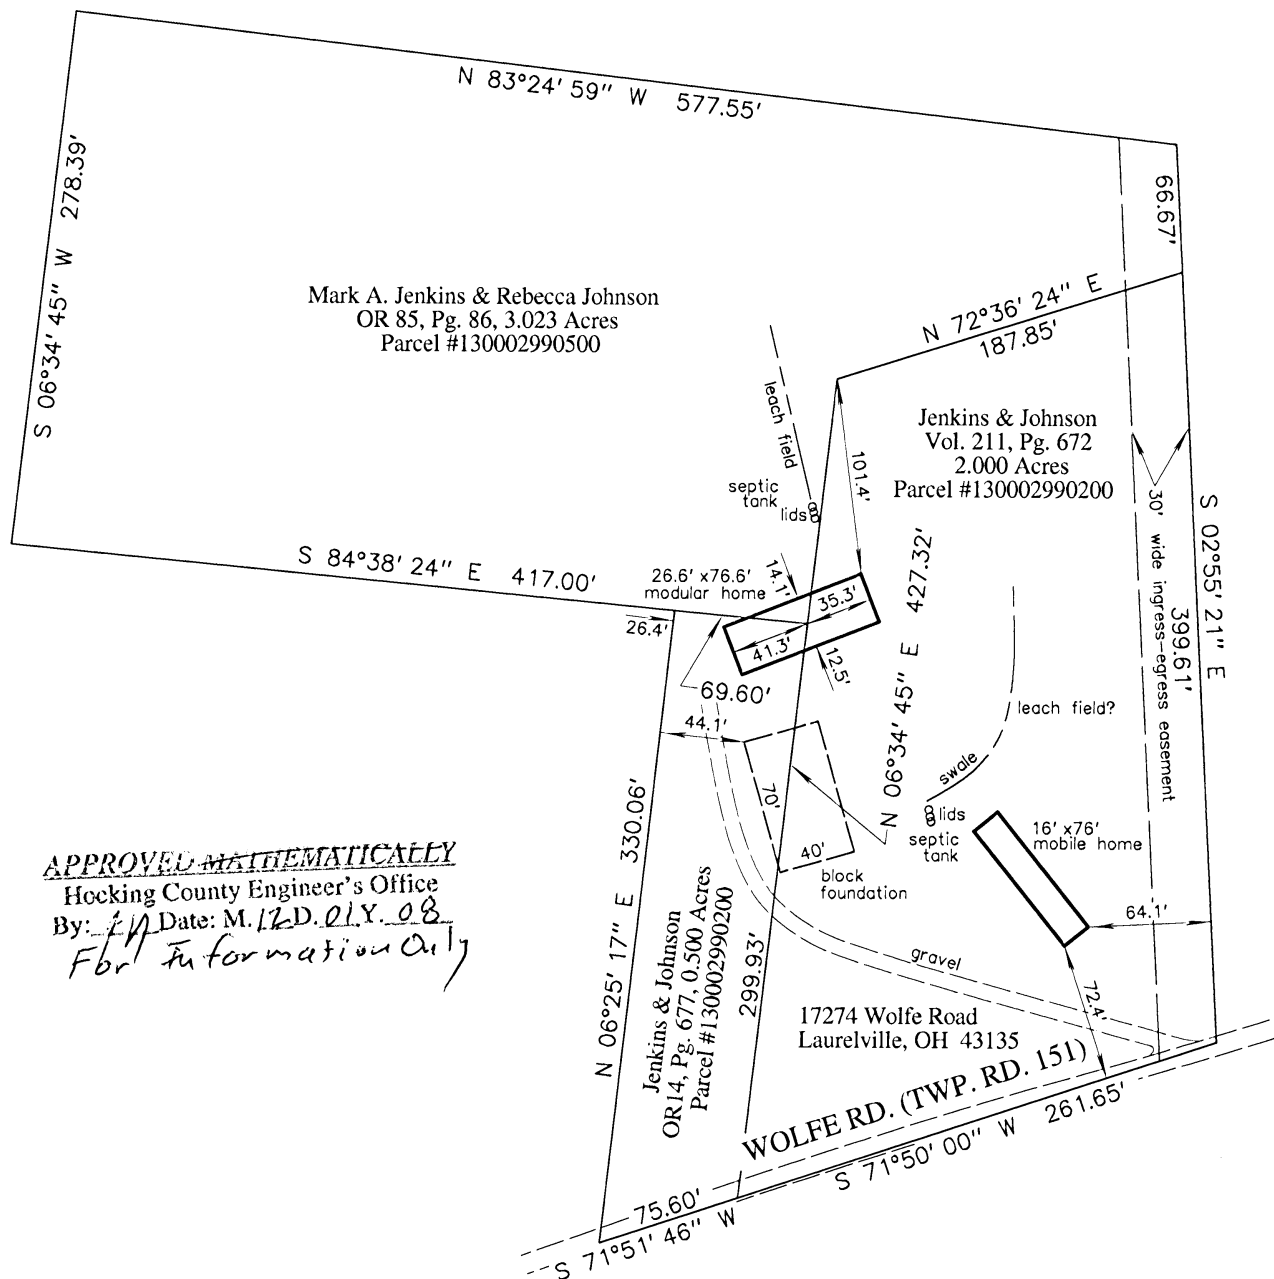 N 83°24' 59" W 577.55'
S 06°34' 45" W 278.39'
66.67'
Mark A. Jenkins & Rebecca Johnson
OR 85, Pg. 86, 3.023 Acres
Parcel #130002990500
N 72°36' 24" E
187.85'
leach field
Jenkins & Johnson
Vol. 211, Pg. 672
2.000 Acres
Parcel #130002990200
101.4'
septic
tank
lids
30' wide ingress-egress easement
S 02°55' 21" E
399.61'
S 84°38' 24" E 417.00'
N 06°34' 45" E 427.32'
26.6' x76.6'
modular home
14.1'
35.3'
26.4'
41.3'
12.5'
69.60'
44.1'
leach field?
swale
70'
lids
septic
tank
16' x76'
mobile home
40'
block
foundation
N 06°25' 17" E 330.06'
APPROVED MATHEMATICALLY
Hocking County Engineer's Office
By: Date: M. 12 D. 01 Y. 08
For Information Only
Jenkins & Johnson
OR14, Pg. 677, 0.500 Acres
Parcel #130002990200
299.93'
64.1'
gravel
72.4'
17274 Wolfe Road
Laurelville, OH 43135
WOLFE RD. (TWP. RD. 151)
S 71°50' 00" W 261.65'
75.60'
S 71°51' 46" W